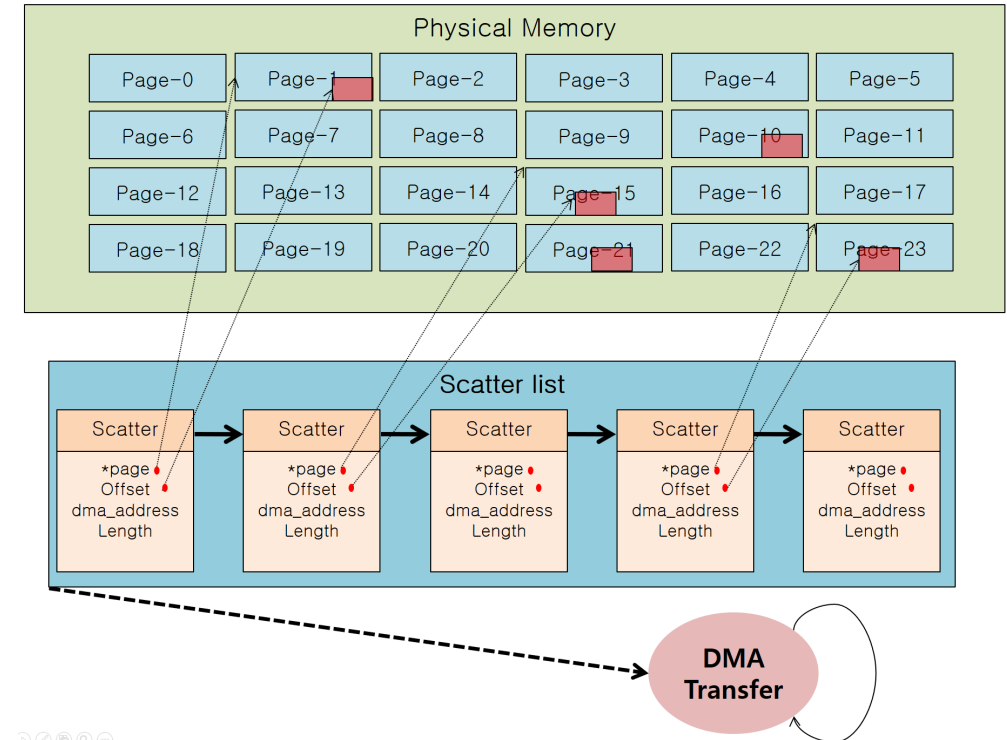 Physical Memory
Page-0 Page-1 Page-2 Page-3 Page-4 Page-5
Page-6 Page-7 Page-8 Page-9 Page-10 Page-11
Page-12 Page-13 Page-14 Page-15 Page-16 Page-17
Page-18 Page-19 Page-20 Page-21 Page-22 Page-23
Scatter list
Scatter Scatter Scatter Scatter Scatter
*page *page *page *page *page
Offset Offset Offset Offset Offset
dma_address dma_address dma_address dma_address dma_address
Length Length Length Length Length
DMA
Transfer